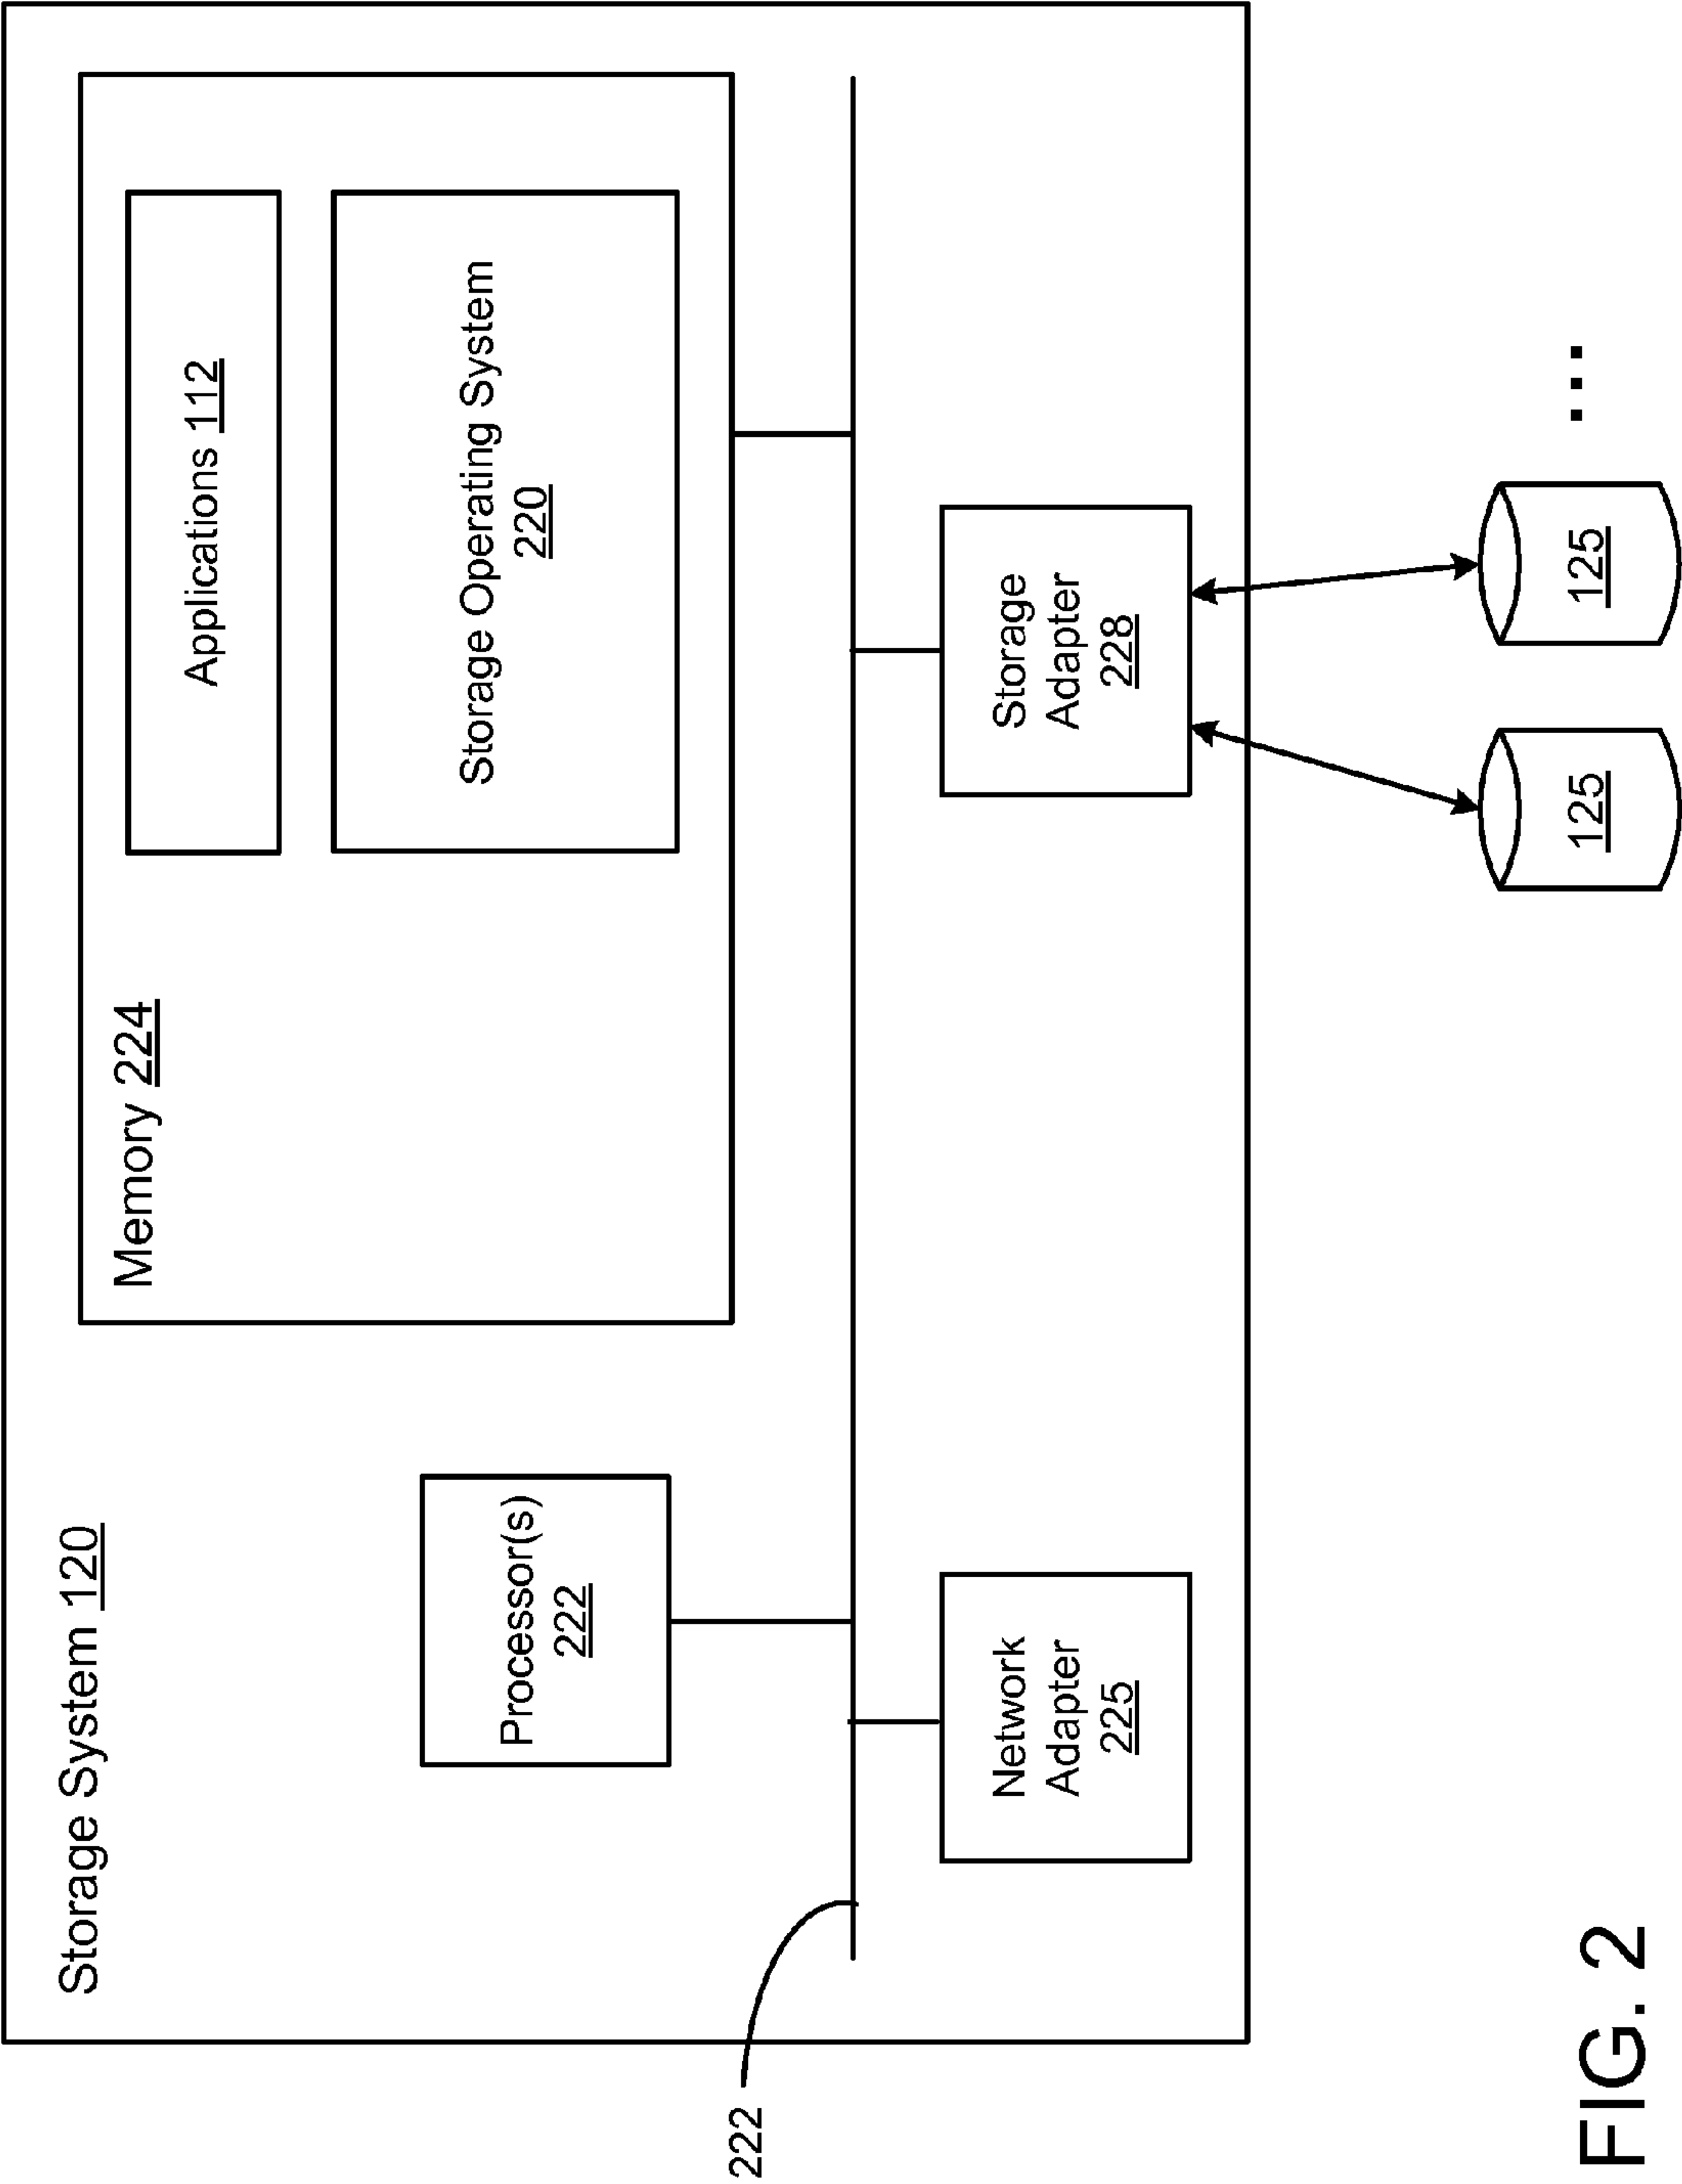 Storage System 120
Memory 224
Applications 112
Storage Operating System
220
Processor(s)
222
222
Network
Adapter
225
Storage
Adapter
228
125
125
...
FIG. 2